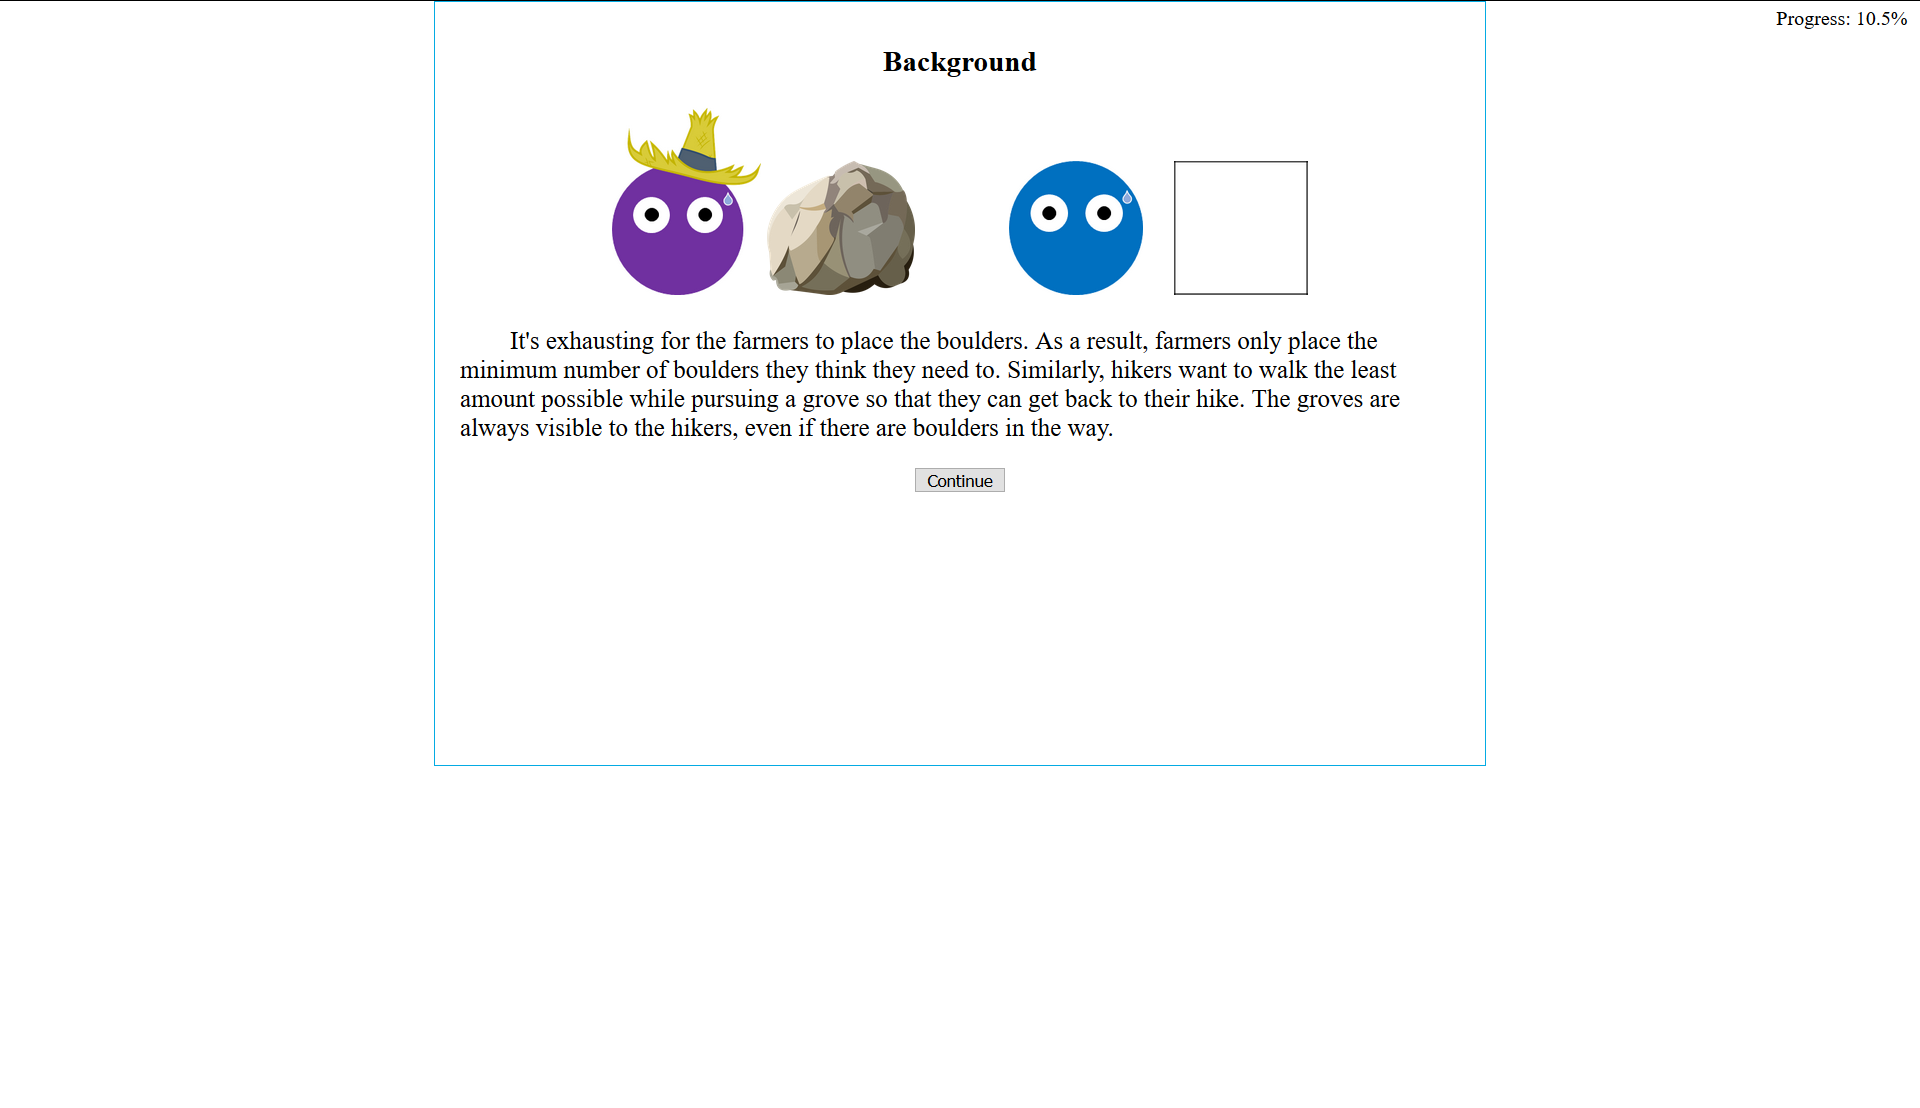 Progress: 10.5%
Background
It's exhausting for the farmers to place the boulders. As a result, farmers only place the
minimum number of boulders they think they need to. Similarly, hikers want to walk the least
amount possible while pursuing a grove so that they can get back to their hike. The groves are
always visible to the hikers, even if there are boulders in the way.
Continue